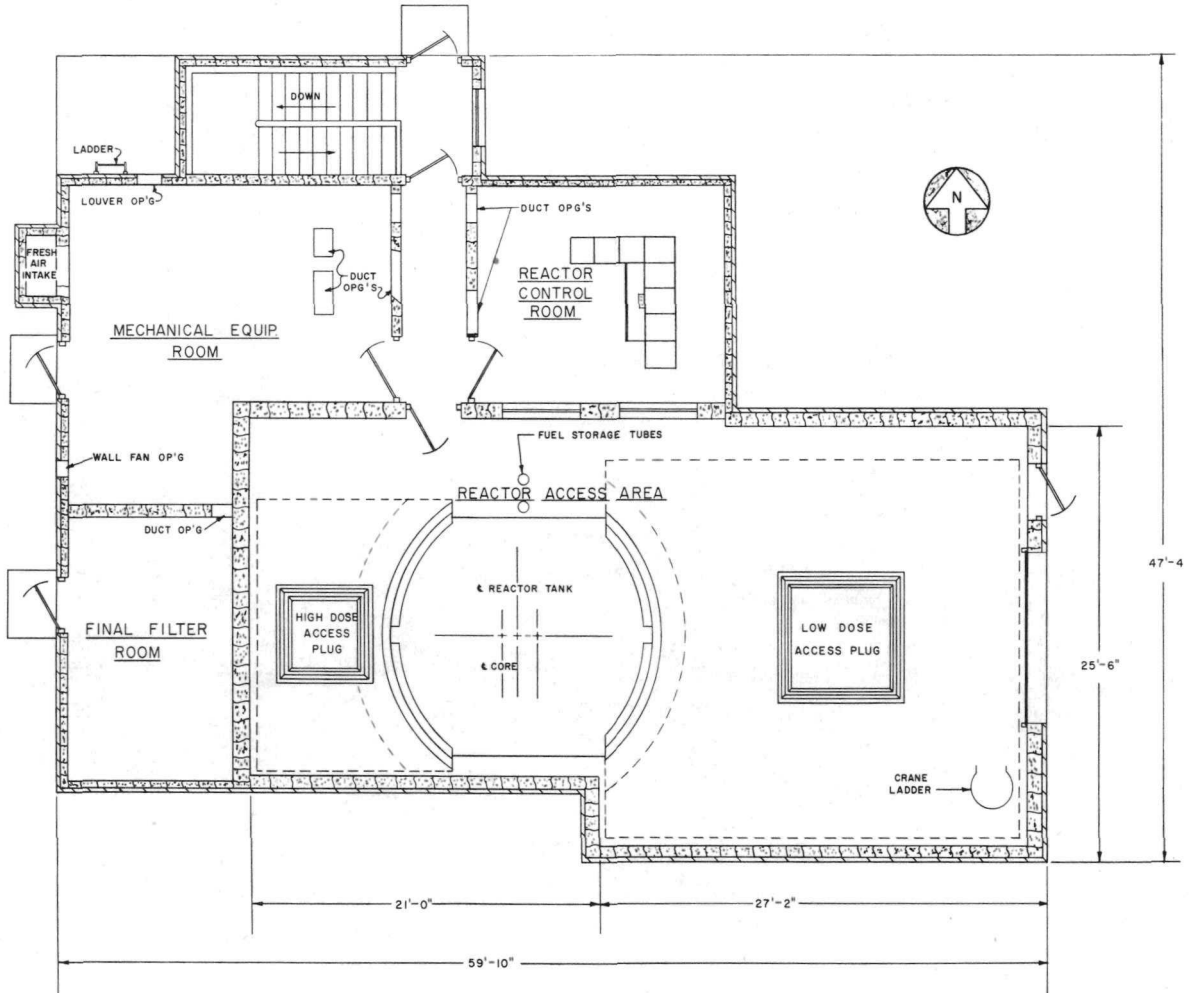 DOWN
LADDER
LOUVER OP'G
N
DUCT OPG'S
FRESH
AIR
INTAKE
DUCT
OPG'S
REACTOR
CONTROL
ROOM
MECHANICAL EQUIP.
ROOM
FUEL STORAGE TUBES
WALL FAN OP'G
REACTOR ACCESS AREA
DUCT OP'G
47'-4
℄ REACTOR TANK
HIGH DOSE
ACCESS
PLUG
LOW DOSE
ACCESS PLUG
FINAL FILTER
ROOM
℄ CORE
25'-6"
CRANE
LADDER
21'-0"
27'-2"
59'-10"